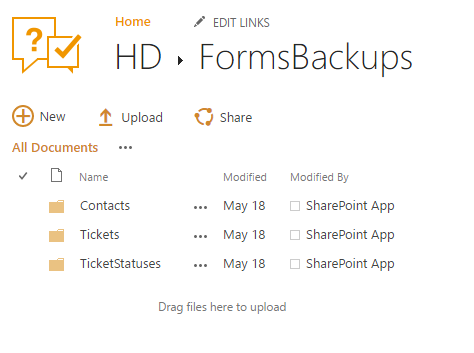 Home EDIT LINKS
HD ▸ FormsBackups
New Upload Share
All Documents ...
Name Modified Modified By
Contacts ... May 18 SharePoint App
Tickets ... May 18 SharePoint App
TicketStatuses ... May 18 SharePoint App
Drag files here to upload